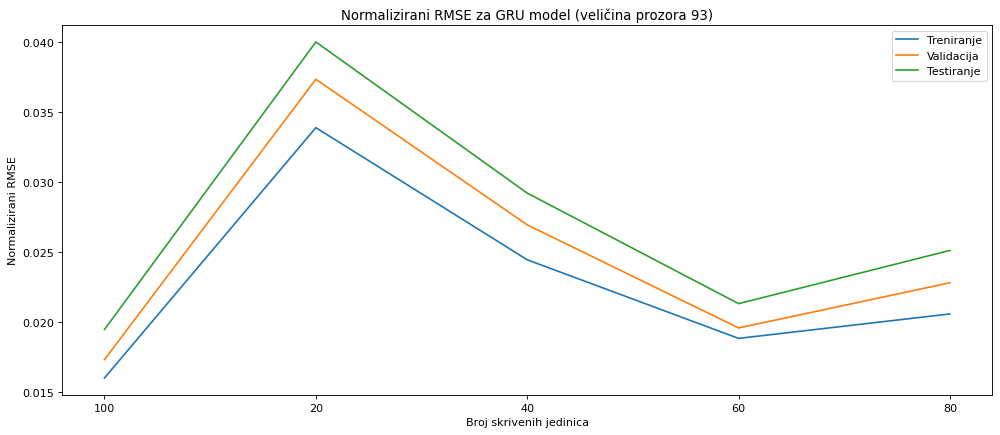 Normalizirani RMSE za GRU model (veličina prozora 93)
Treniranje
Validacija
Testiranje
Normalizirani RMSE
0.040
0.035
0.030
0.025
0.020
0.015
100 20 40 60 80
Broj skrivenih jedinica